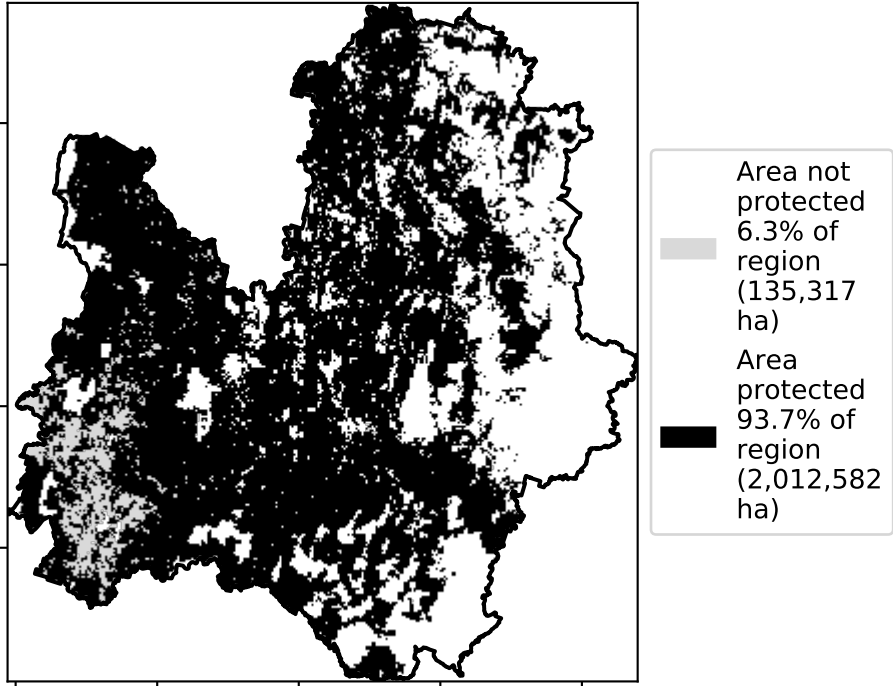 Area not
protected
6.3% of
region
(135,317
ha)
Area
protected
93.7% of
region
(2,012,582
ha)